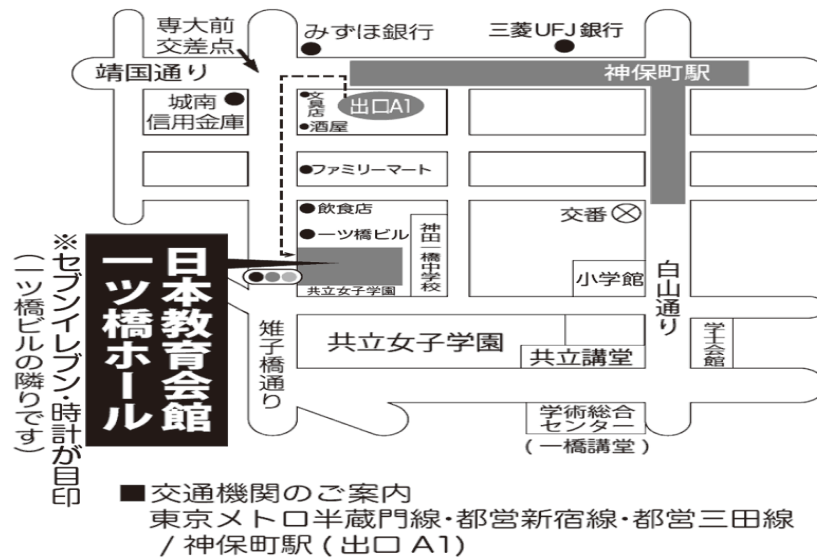 専大前
交差点
みずほ銀行
三菱UFJ銀行
靖国通り
神保町駅
城南
信用金庫
文具店
出口A1
酒屋
ファミリーマート
飲食店
一ツ橋ビル
神田一橋中学校
交番
小学館
白山通り
共立女子学園
日本教育会館
一ツ橋ホール
※セブンイレブン・時計が目印
(一ツ橋ビルの隣りです)
雉子橋通り
共立女子学園
共立講堂
学士会館
学術総合
センター
(一橋講堂)
■交通機関のご案内
東京メトロ半蔵門線・都営新宿線・都営三田線
/ 神保町駅 ( 出口 A1)